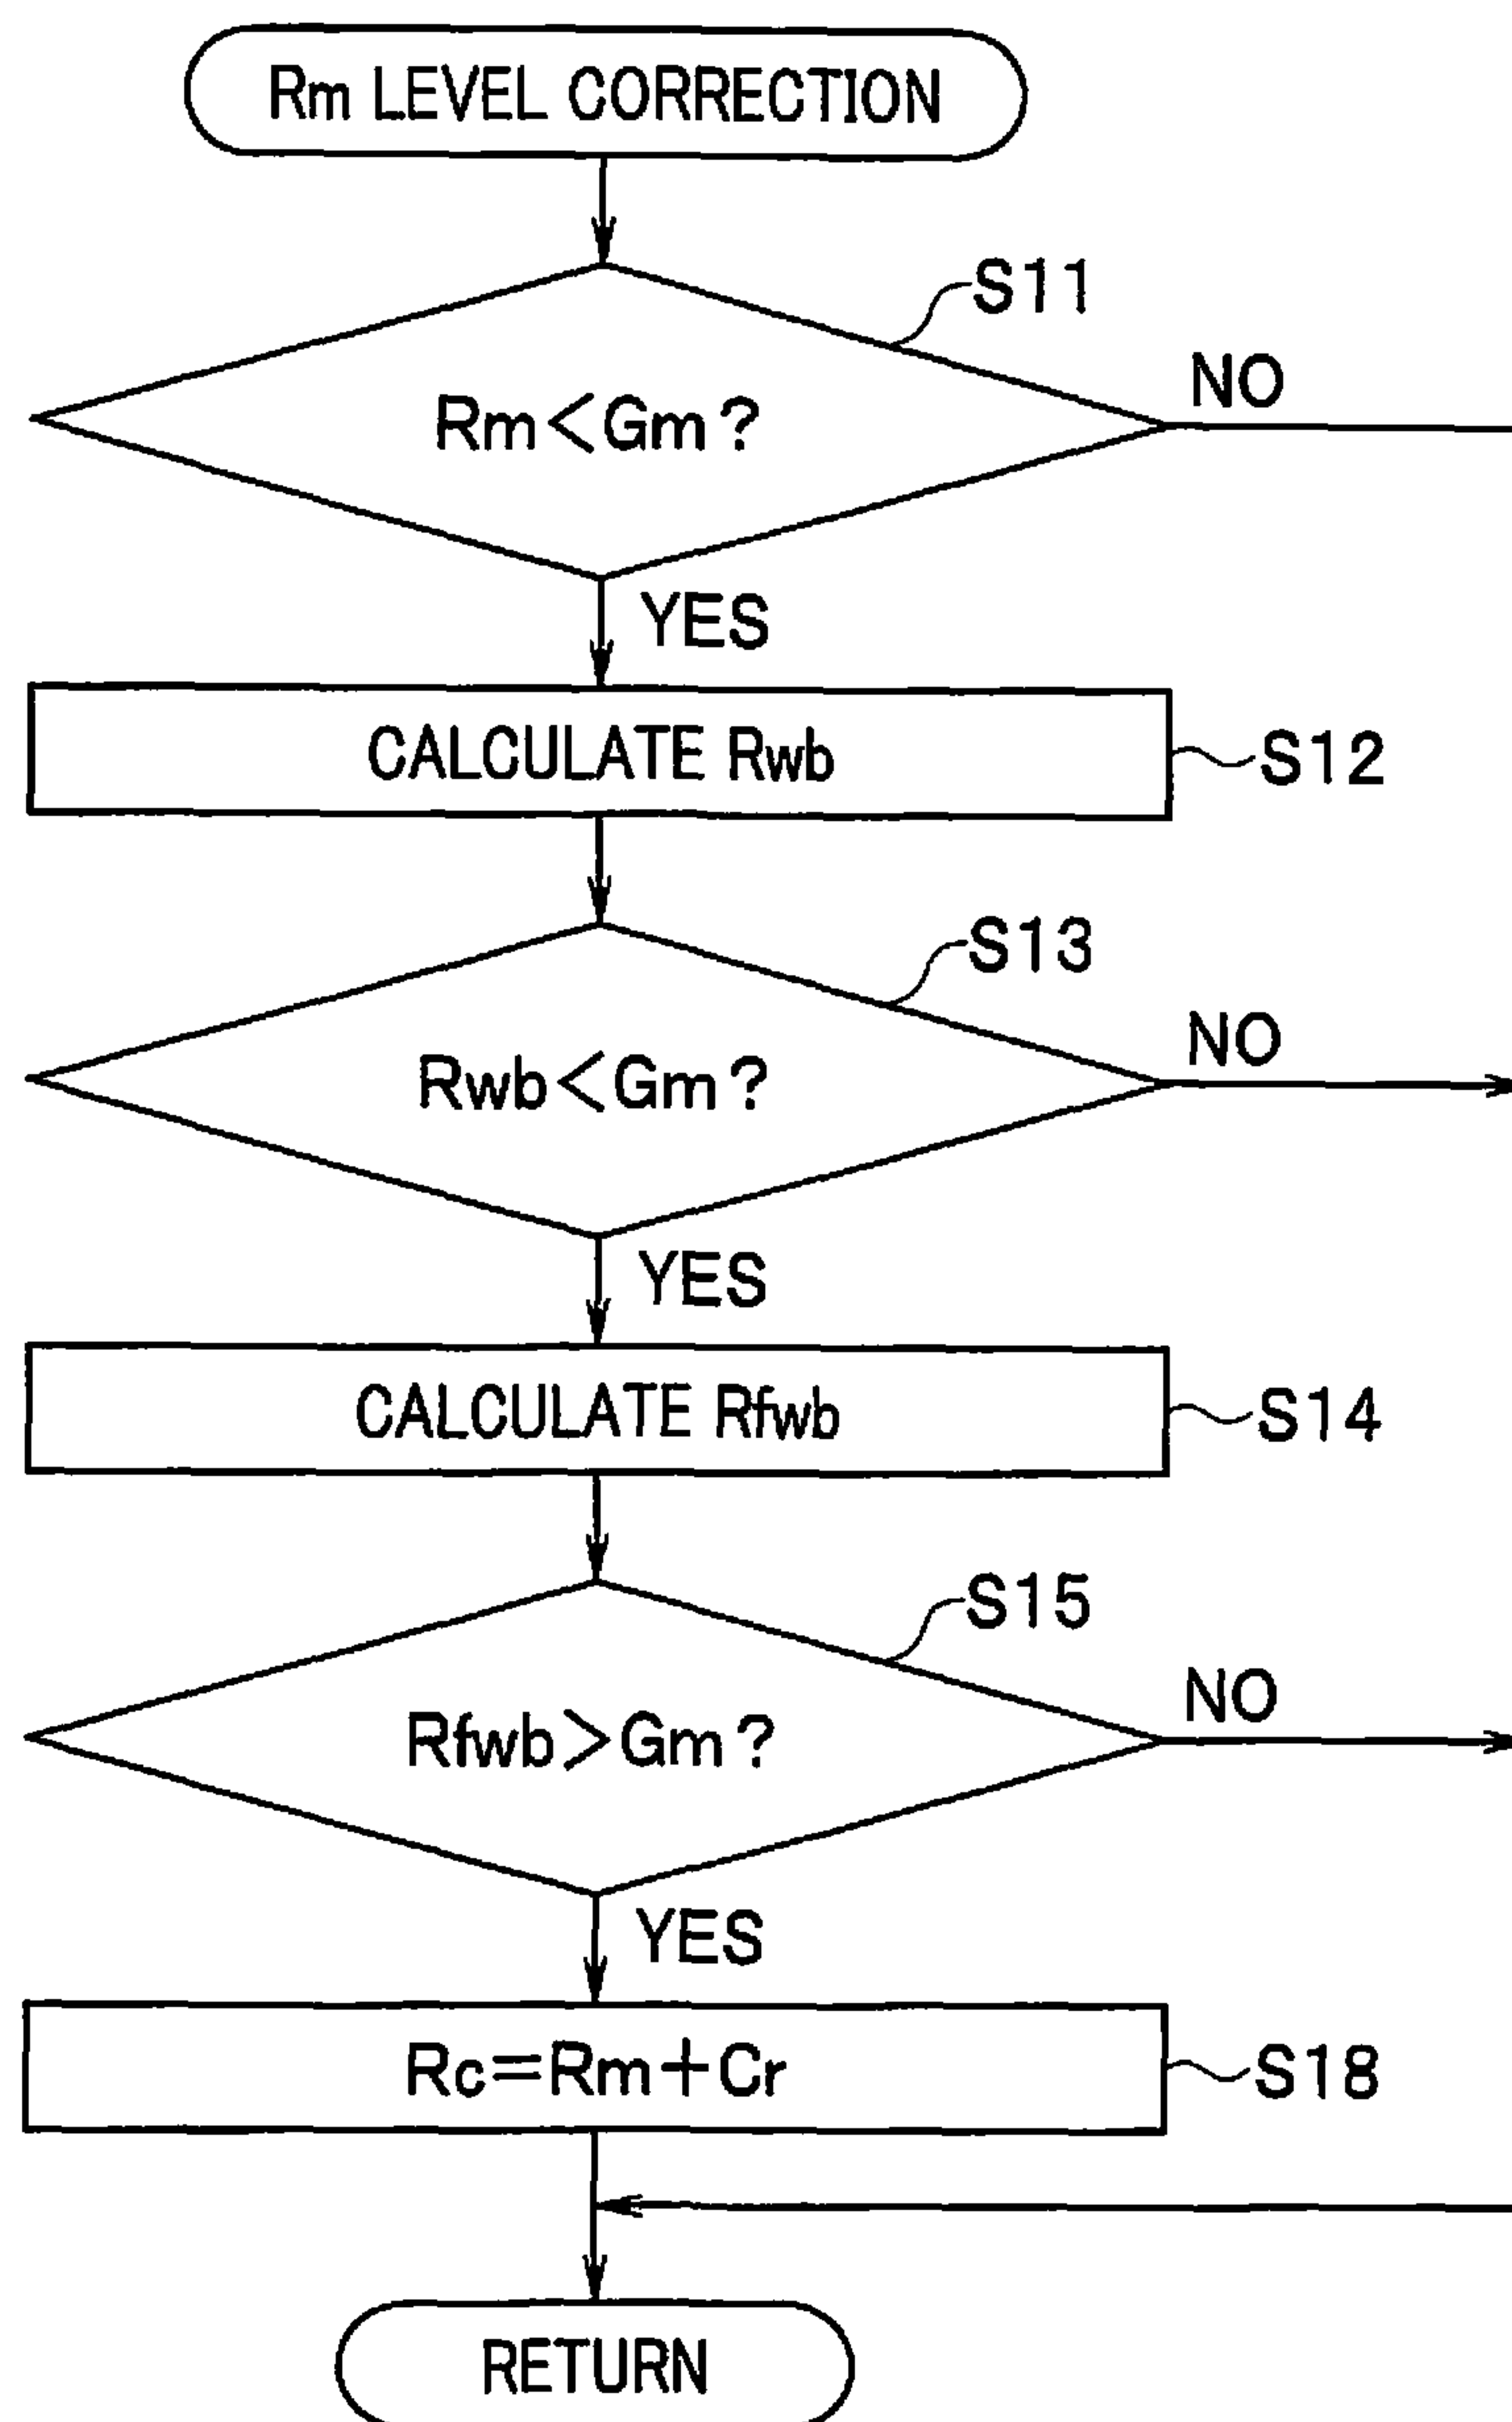 Rm LEVEL CORRECTION
S11
Rm<Gm?
NO
YES
CALCULATE Rwb
S12
S13
Rwb<Gm?
NO
YES
CALCULATE Rfwb
S14
S15
Rfwb>Gm?
NO
YES
Rc=Rm+Cr
S18
RETURN